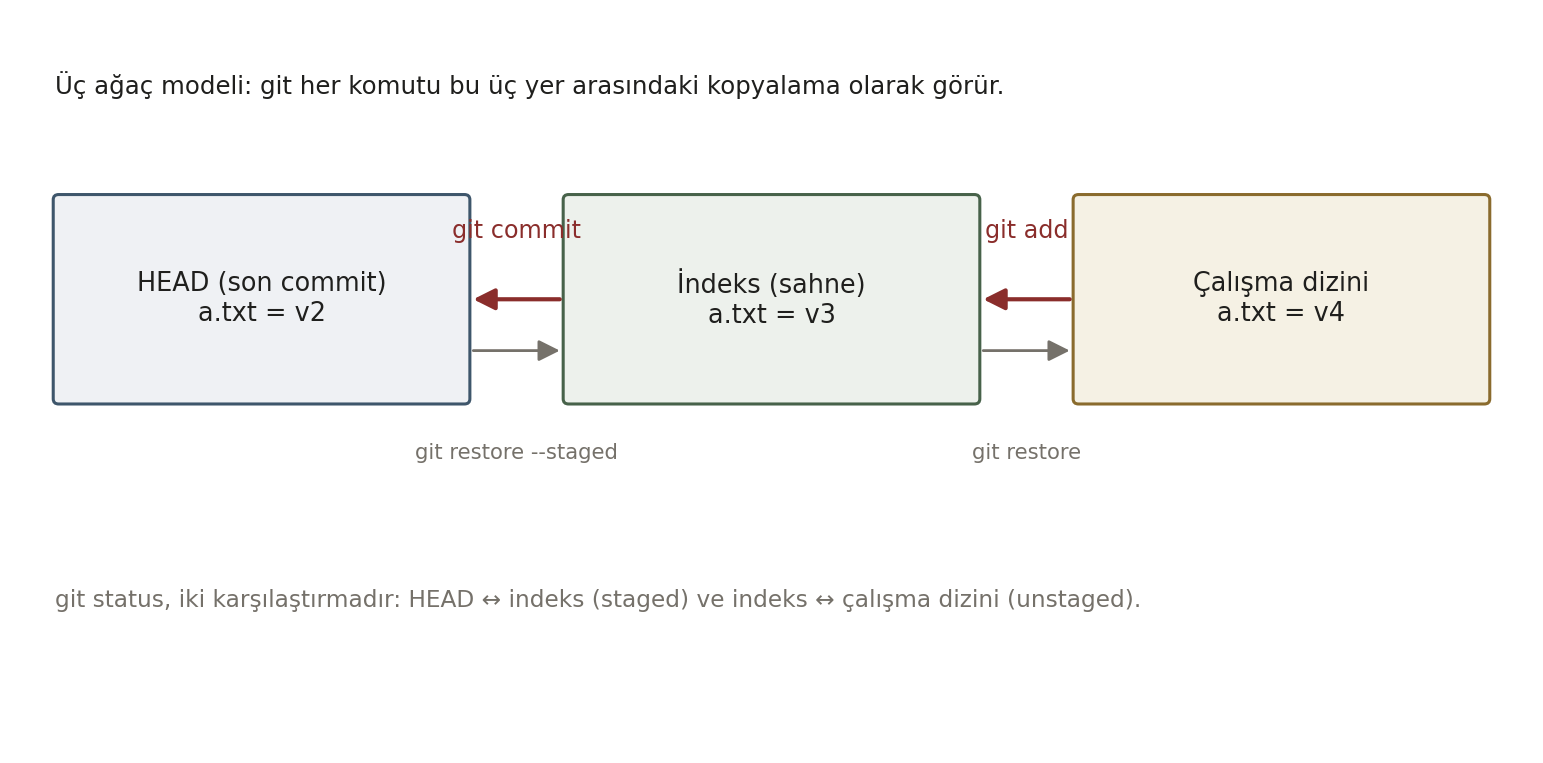 Üç ağaç modeli: git her komutu bu üç yer arasındaki kopyalama olarak görür.
git commit
git add
HEAD (son commit)
a.txt = v2
İndeks (sahne)
a.txt = v3
Çalışma dizini
a.txt = v4
git restore --staged
git restore
git status, iki karşılaştırmadır: HEAD ↔ indeks (staged) ve indeks ↔ çalışma dizini (unstaged).